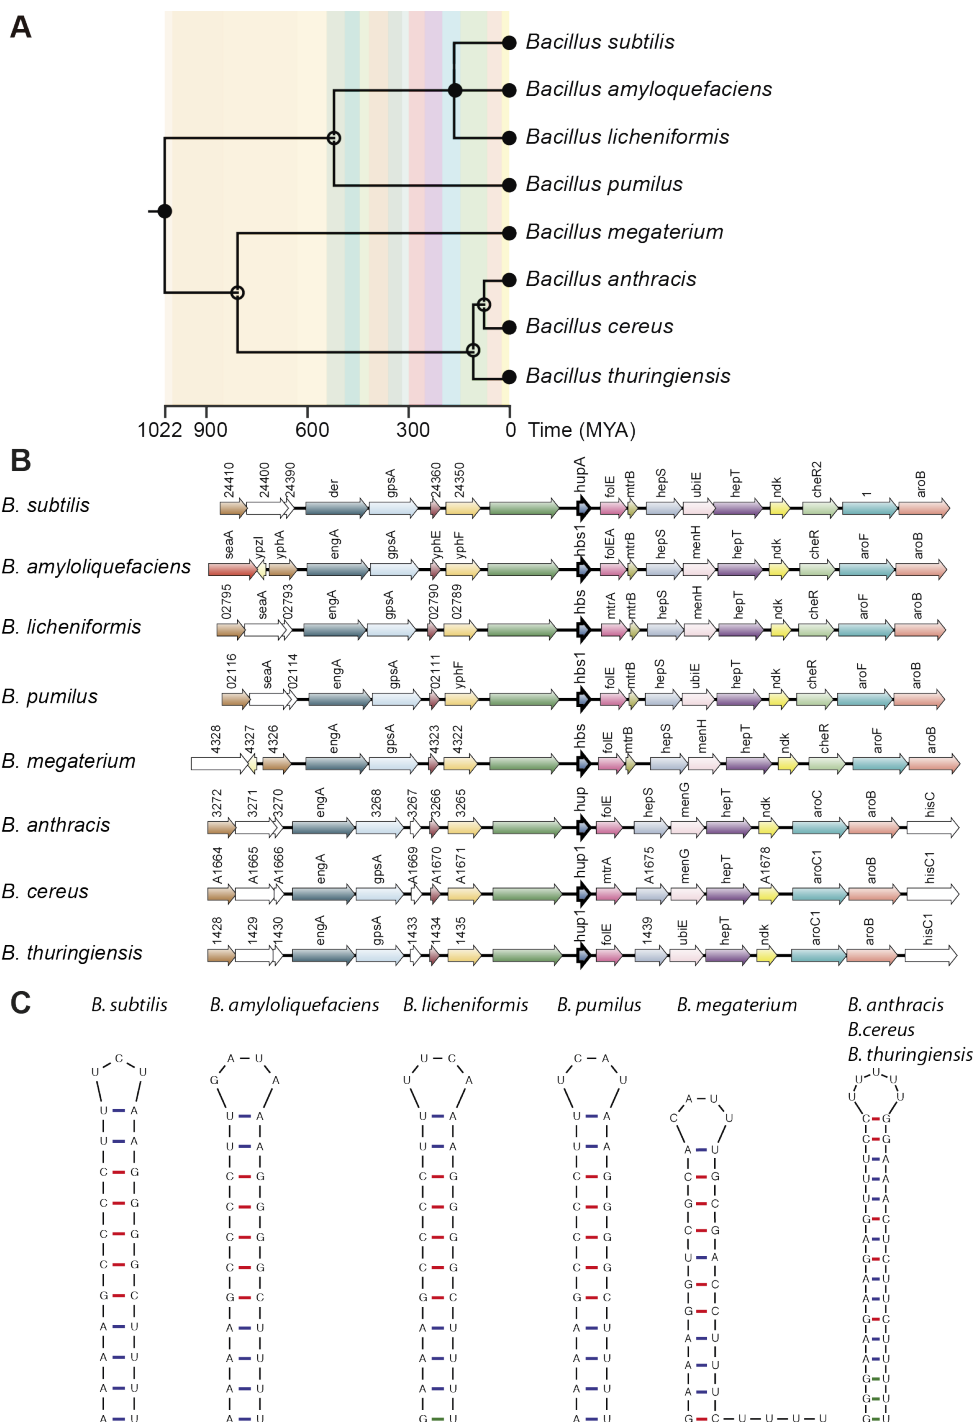 A
Bacillus subtilis
Bacillus amyloquefaciens
Bacillus licheniformis
Bacillus pumilus
Bacillus megaterium
Bacillus anthracis
Bacillus cereus
Bacillus thuringiensis
1022 900 600 300 0 Time (MYA)
B
24410 24400 24390 der gpsA 24360 24350 hupA folE mtrB hepS ubiE hepT ndk cheR2 1 aroB
B. subtilis
seaA ypzI yphA engA gpsA yphE yphF hbs1 folEA mtrB hepS menH hepT ndk cheR aroF aroB
B. amyloliquefaciens
02795 seaA 02793 engA gpsA 02790 02789 hbs mtrA mtrB hepS menH hepT ndk cheR aroF aroB
B. licheniformis
02116 seaA 02114 engA gpsA 02111 yphF hbs1 folE mtrB hepS ubiE hepT ndk cheR aroF aroB
B. pumilus
4328 4327 4326 engA gpsA 4323 4322 hbs folE mtrB hepS menH hepT ndk cheR aroF aroB
B. megaterium
3272 3271 3270 engA 3268 3267 3266 3265 hup folE hepS menG hepT ndk aroC aroB hisC
B. anthracis
A1664 A1665 A1666 engA gpsA A1669 A1670 A1671 hup1 mtrA A1675 menG hepT A1678 aroC1 aroB hisC1
B. cereus
1428 1429 1430 engA gpsA 1433 1434 1435 hup1 folE 1439 ubiE hepT ndk aroC1 aroB hisC1
B. thuringiensis
C
B. subtilis B. amyloliquefaciens B. licheniformis B. pumilus B. megaterium B. anthracis
B.cereus
B. thuringiensis
U C U
U A
U A
C G
C G
C G
C G
G C
A U
A U
A U
A U
G A U A
U A
U A
C G
C G
C G
C G
G C
A U
A U
A U
A U
U U C A
U A
U A
C G
C G
C G
C G
G C
A U
A U
A U
G U
U C A U
U A
U A
C G
C G
C G
C G
G C
A U
A U
A U
A U
C A U U U
A U
C G
G C
C G
U A
G C
G C
A U
A U
A U
G C U U U U
U U U U U
C G
C G
U A
U A
U A
G C
A U
G C
A U
A U
G C
A U
A U
G U
G U
G U